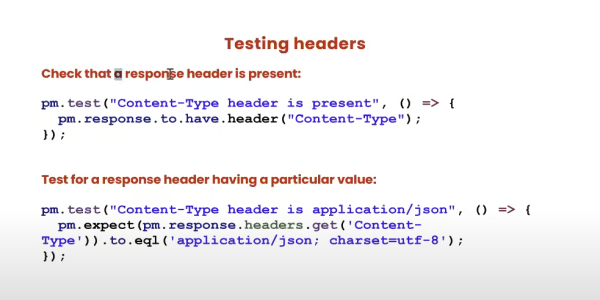 Testing headers
Check that a response header is present:
pm.test("Content-Type header is present", () => {
  pm.response.to.have.header("Content-Type");
});
Test for a response header having a particular value:
pm.test("Content-Type header is application/json", () => {
  pm.expect(pm.response.headers.get('Content-
Type')).to.eql('application/json; charset=utf-8');
});